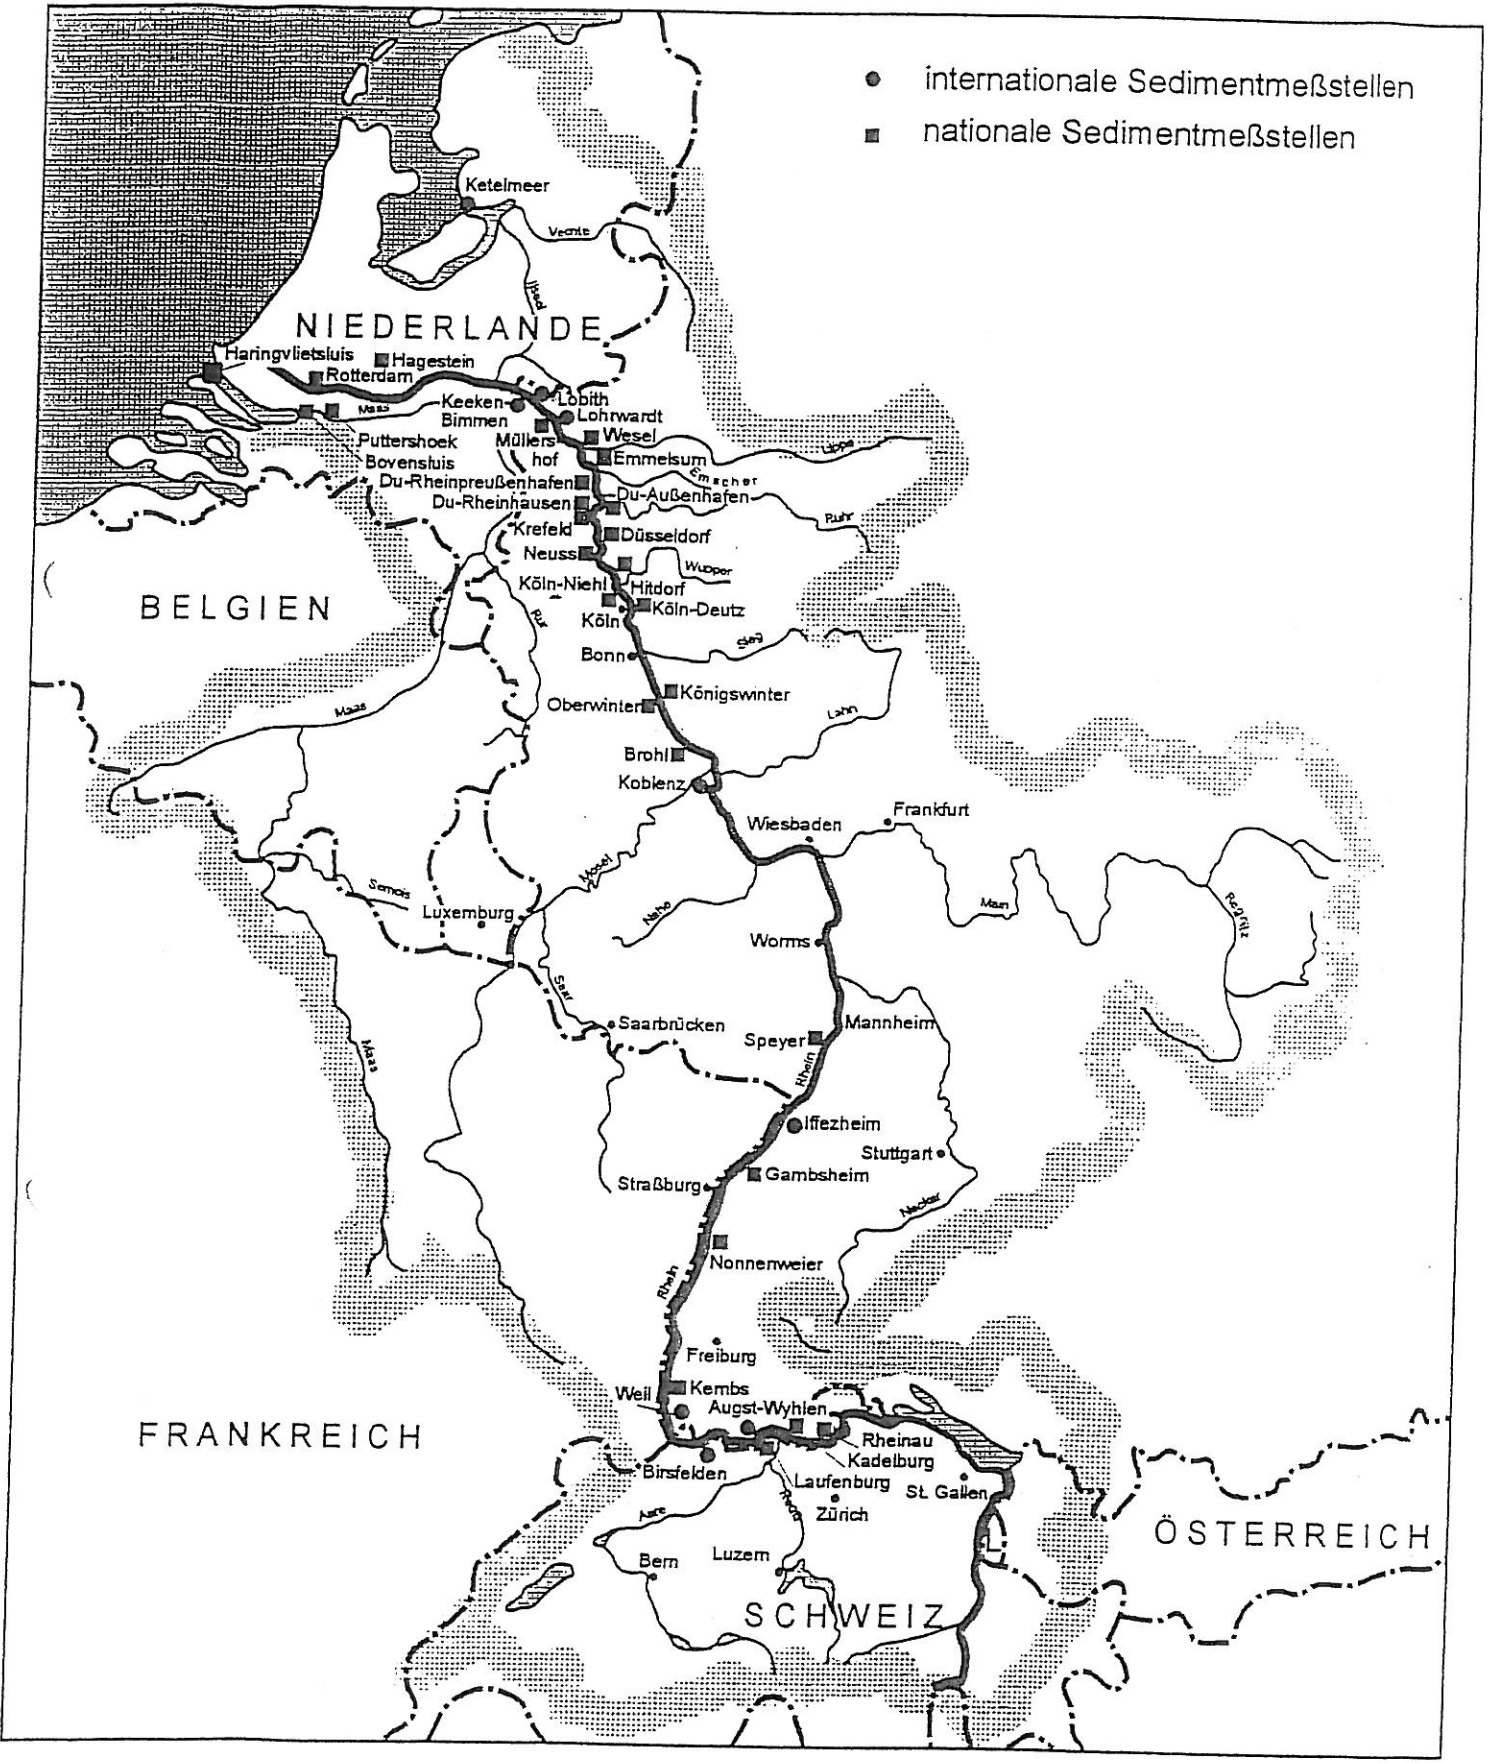 internationale Sedimentmeßstellen
nationale Sedimentmeßstellen
Ketelmeer
Vechte
IJssel
NIEDERLANDE
Haringvlietsluis
Hagestein
Rotterdam
Keeken
Lobith
Maas
Bimmen
Lohrwardt
Puttershoek
Müllers-
hof
Wesel
Lippe
Bovensluis
Emmelsum
Emscher
Du-Rheinpreußenhafen
Du-Außenhafen
Du-Rheinhausen
Ruhr
Krefeld
Düsseldorf
Neuss
Wupper
Köln-Niehl
Hitdorf
BELGIEN
Rur
Köln-Deutz
Köln
Sieg
Bonn
Königswinter
Oberwinter
Maas
Lahn
Brohl
Koblenz
Frankfurt
Wiesbaden
Mosel
Semois
Luxemburg
Nahe
Main
Regnitz
Worms
Saar
Saarbrücken
Mannheim
Speyer
Maas
Rhein
Iffezheim
Stuttgart
Straßburg
Gambsheim
Neckar
Nonnenweier
Rhein
Freiburg
Weil
Kembs
Augst-Wyhlen
FRANKREICH
Rheinau
Kadelburg
Birsfelden
Laufenburg
St. Gallen
Aare
Reuß
Zürich
ÖSTERREICH
L
Bern
Luzern
SCHWEIZ